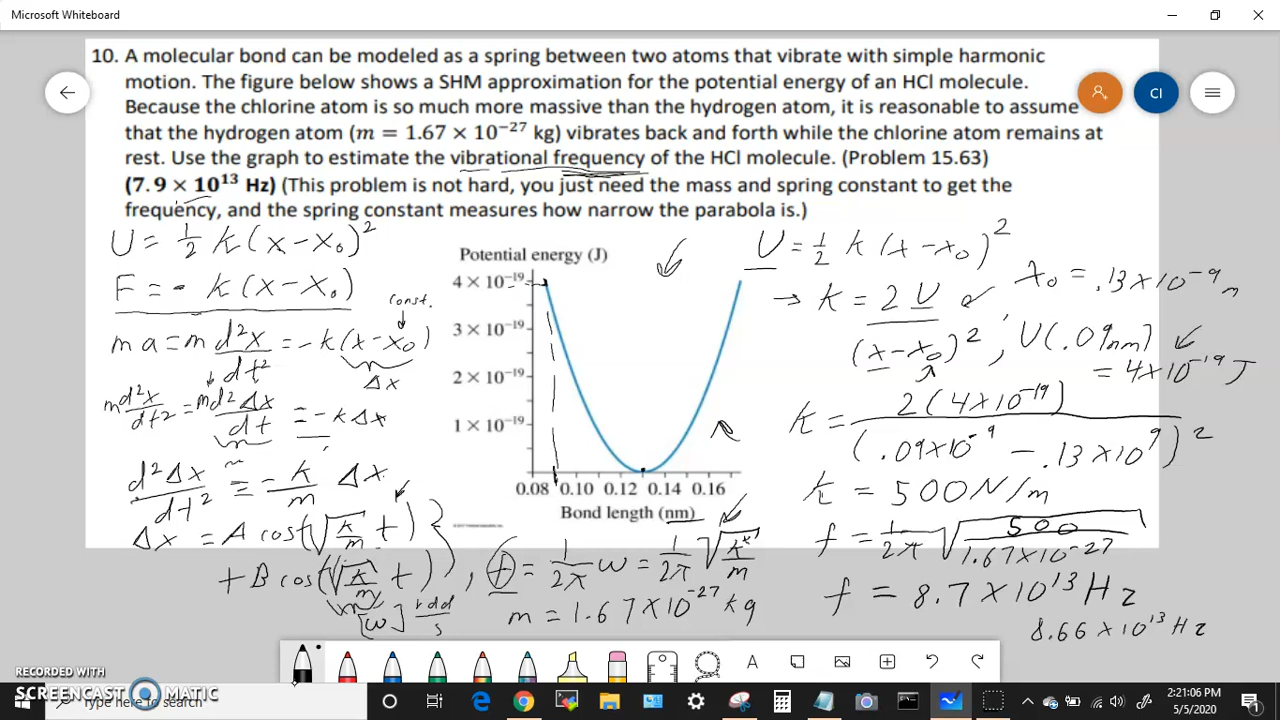 Microsoft Whiteboard
10. A molecular bond can be modeled as a spring between two atoms that vibrate with simple harmonic
motion. The figure below shows a SHM approximation for the potential energy of an HCl molecule.
Because the chlorine atom is so much more massive than the hydrogen atom, it is reasonable to assume
that the hydrogen atom (m = 1.67 × 10⁻²⁷ kg) vibrates back and forth while the chlorine atom remains at
rest. Use the graph to estimate the vibrational frequency of the HCl molecule. (Problem 15.63)
(7.9 × 10¹³ Hz) (This problem is not hard, you just need the mass and spring constant to get the
frequency, and the spring constant measures how narrow the parabola is.)
CI
U = ½ k(x-x₀)²
F = - k(x-x₀)
const.
ma = m d²x/dt² = -k(x-x₀)
Δx
m d²x/dt² = m d²Δx/dt = -kΔx
d²Δx/dt² = -k/m Δx
Δx = A cos(√(k/m) t)
+ B cos(√(k/m) t)
[ω] rad/s
Potential energy (J)
4 × 10⁻¹⁹
3 × 10⁻¹⁹
2 × 10⁻¹⁹
1 × 10⁻¹⁹
0.08 0.10 0.12 0.14 0.16
Bond length (nm)
, f = 1/2π ω = 1/2π √(k/m)
m = 1.67 × 10⁻²⁷ kg
U = ½ k (x-x₀)²
x₀ = .13×10⁻⁹ m
→ k = 2U/(x-x₀)² , U(.09nm)
= 4×10⁻¹⁹ J
k = 2(4×10⁻¹⁹)/(.09×10⁻⁹ - .13×10⁹)²
k = 500 N/m
f = 1/2π √(500/1.67×10⁻²⁷)
f = 8.7 × 10¹³ Hz
8.66 × 10¹³ Hz
A
RECORDED WITH
SCREENCAST MATIC
Type here to search
2:21:06 PM
5/5/2020